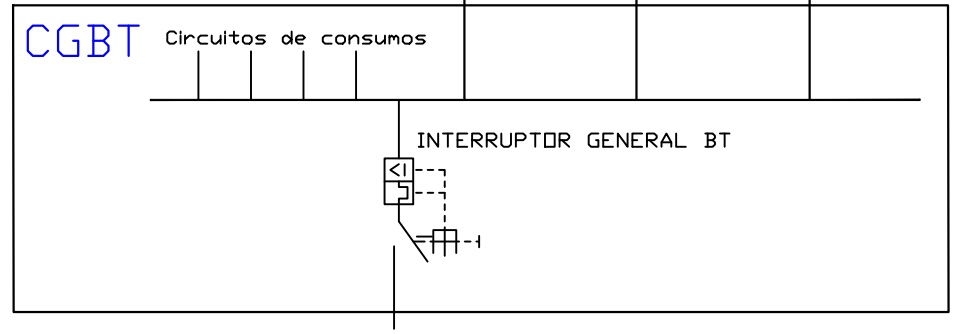 CGBT
Circuitos de consumos
INTERRUPTOR GENERAL BT
<I